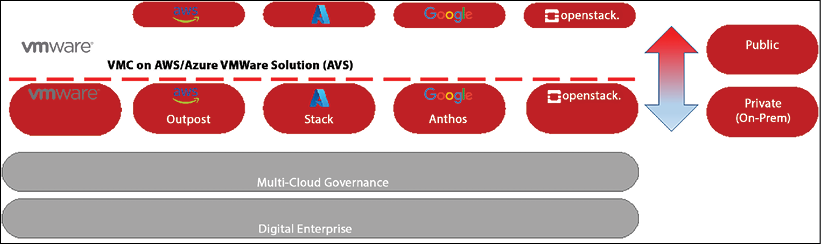 aws
Google
openstack.
vmware®
Public
VMC on AWS/Azure VMWare Solution (AVS)
vmware®
aws
Google
openstack.
Outpost
Stack
Anthos
Private
(On-Prem)
Multi-Cloud Governance
Digital Enterprise